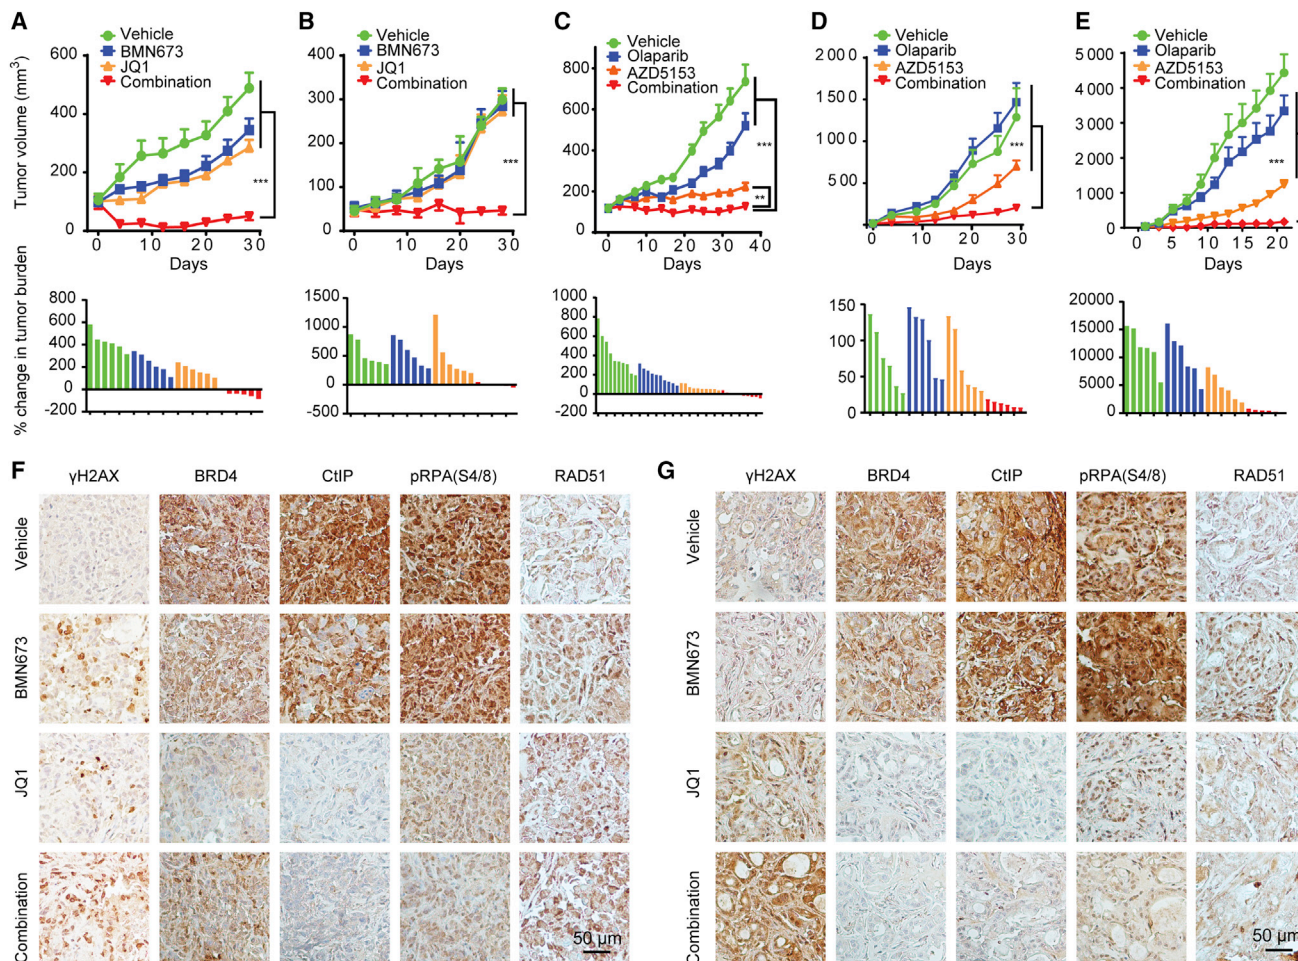 A
Vehicle
BMN673
JQ1
Combination
Tumor volume (mm³)
600
400
200
0
***
0 10 20 30
Days
B
Vehicle
BMN673
JQ1
Combination
400
300
200
100
0
***
0 10 20 30
Days
C
Vehicle
Olaparib
AZD5153
Combination
800
600
400
200
0
***
**
0 10 20 30 40
Days
D
Vehicle
Olaparib
AZD5153
Combination
2 000
1 500
1 000
500
0
***
0 10 20 30
Days
E
Vehicle
Olaparib
AZD5153
Combination
5 000
4 000
3 000
2 000
1 000
0
***
0 5 10 15 20
Days
% change in tumor burden
800
600
400
200
0
-200
1500
1000
500
0
-500
1000
800
600
400
200
0
-200
150
100
50
0
20000
15000
10000
5000
0
F
γH2AX BRD4 CtIP pRPA(S4/8) RAD51
Vehicle
BMN673
JQ1
Combination
50 µm
G
γH2AX BRD4 CtIP pRPA(S4/8) RAD51
Vehicle
BMN673
JQ1
Combination
50 µm